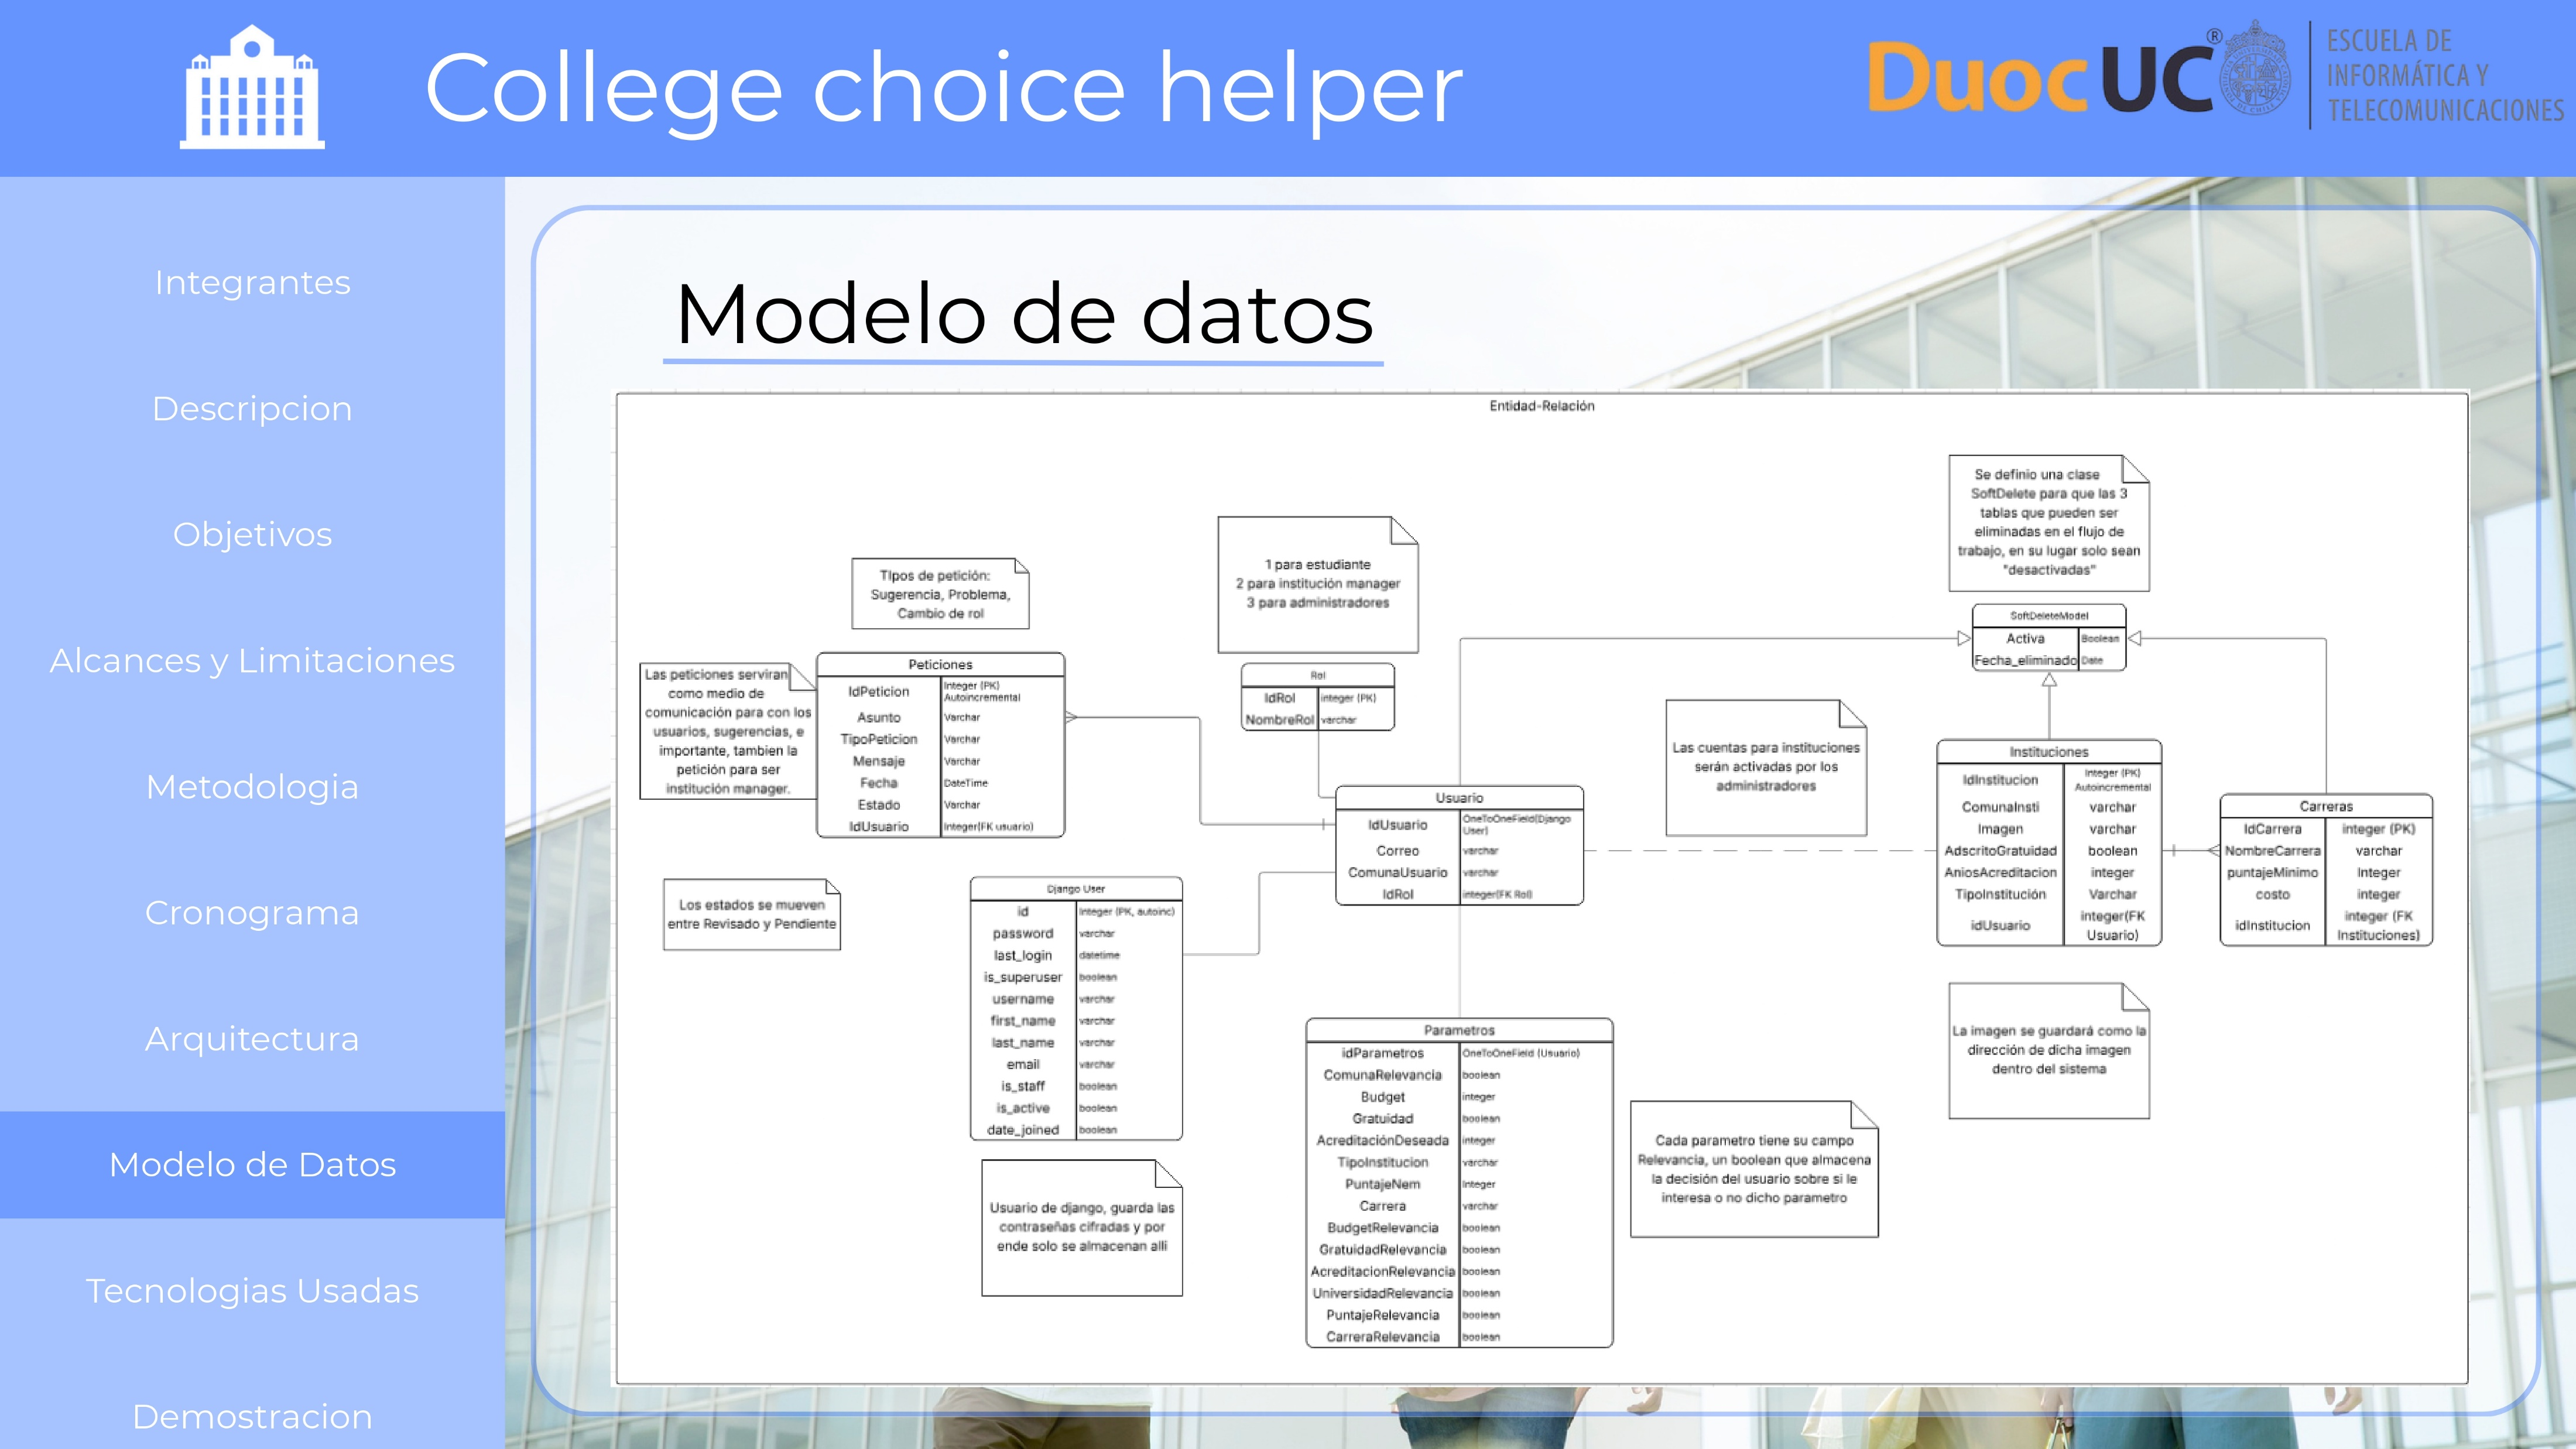 College choice helper
Duoc UC®
ESCUELA DE
INFORMÁTICA Y
TELECOMUNICACIONES
Integrantes
Descripcion
Objetivos
Alcances y Limitaciones
Metodologia
Cronograma
Arquitectura
Modelo de Datos
Tecnologias Usadas
Demostracion
Modelo de datos
Entidad-Relación
TIpos de petición:
Sugerencia, Problema,
Cambio de rol
Las peticiones serviran
como medio de
comunicación para con los
usuarios, sugerencias, e
importante, tambien la
petición para ser
institución manager.
Peticiones
IdPeticion Integer (PK) Autoincremental
Asunto Varchar
TipoPeticion Varchar
Mensaje Varchar
Fecha DateTime
Estado Varchar
IdUsuario Integer(FK usuario)
Los estados se mueven
entre Revisado y Pendiente
1 para estudiante
2 para institución manager
3 para administradores
Rol
IdRol integer (PK)
NombreRol varchar
Usuario
IdUsuario OneToOneField(Django User)
Correo varchar
ComunaUsuario varchar
IdRol integer(FK Rol)
Django User
id Integer (PK, autoinc)
password varchar
last_login datetime
is_superuser boolean
username varchar
first_name varchar
last_name varchar
email varchar
is_staff boolean
is_active boolean
date_joined boolean
Usuario de django, guarda las
contraseñas cifradas y por
ende solo se almacenan alli
Parametros
idParametros OneToOneField (Usuario)
ComunaRelevancia boolean
Budget integer
Gratuidad boolean
AcreditaciónDeseada integer
TipoInstitucion varchar
PuntajeNem Integer
Carrera varchar
BudgetRelevancia boolean
GratuidadRelevancia boolean
AcreditacionRelevancia boolean
UniversidadRelevancia boolean
PuntajeRelevancia boolean
CarreraRelevancia boolean
Cada parametro tiene su campo
Relevancia, un boolean que almacena
la decisión del usuario sobre si le
interesa o no dicho parametro
Las cuentas para instituciones
serán activadas por los
administradores
Se definio una clase
SoftDelete para que las 3
tablas que pueden ser
eliminadas en el flujo de
trabajo, en su lugar solo sean
"desactivadas"
SoftDeleteModel
Activa Boolean
Fecha_eliminado Date
Instituciones
IdInstitucion Integer (PK) Autoincremental
ComunaInsti varchar
Imagen varchar
AdscritoGratuidad boolean
AniosAcreditacion integer
TipoInstitución Varchar
idUsuario integer(FK Usuario)
Carreras
IdCarrera integer (PK)
NombreCarrera varchar
puntajeMinimo Integer
costo integer
idInstitucion integer (FK Instituciones)
La imagen se guardará como la
dirección de dicha imagen
dentro del sistema